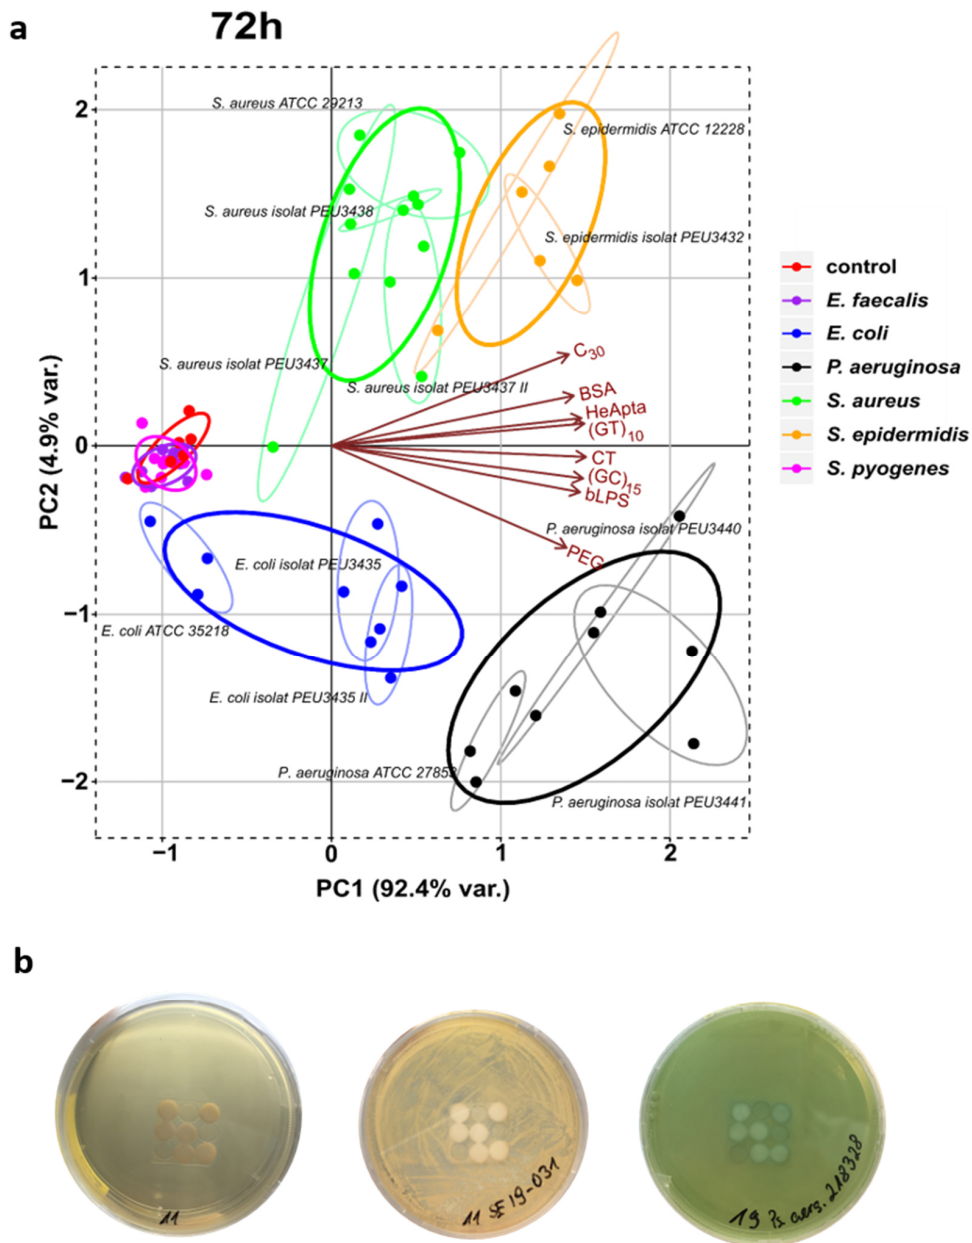 a
72h
2
1
0
−1
−2
PC2 (4.9% var.)
S. aureus ATCC 29213
S. epidermidis ATCC 12228
S. aureus isolat PEU3438
S. epidermidis isolat PEU3432
S. aureus isolat PEU3437
S. aureus isolat PEU3437 II
C30
BSA
HeApta
(GT)10
CT
(GC)15
bLPS
PEG
P. aeruginosa isolat PEU3440
E. coli isolat PEU3435
E. coli ATCC 35218
E. coli isolat PEU3435 II
P. aeruginosa ATCC 27853
P. aeruginosa isolat PEU3441
−1
0
1
2
PC1 (92.4% var.)
control
E. faecalis
E. coli
P. aeruginosa
S. aureus
S. epidermidis
S. pyogenes
b
11
11 SE 19-031
19 Ps. aerg. 218328